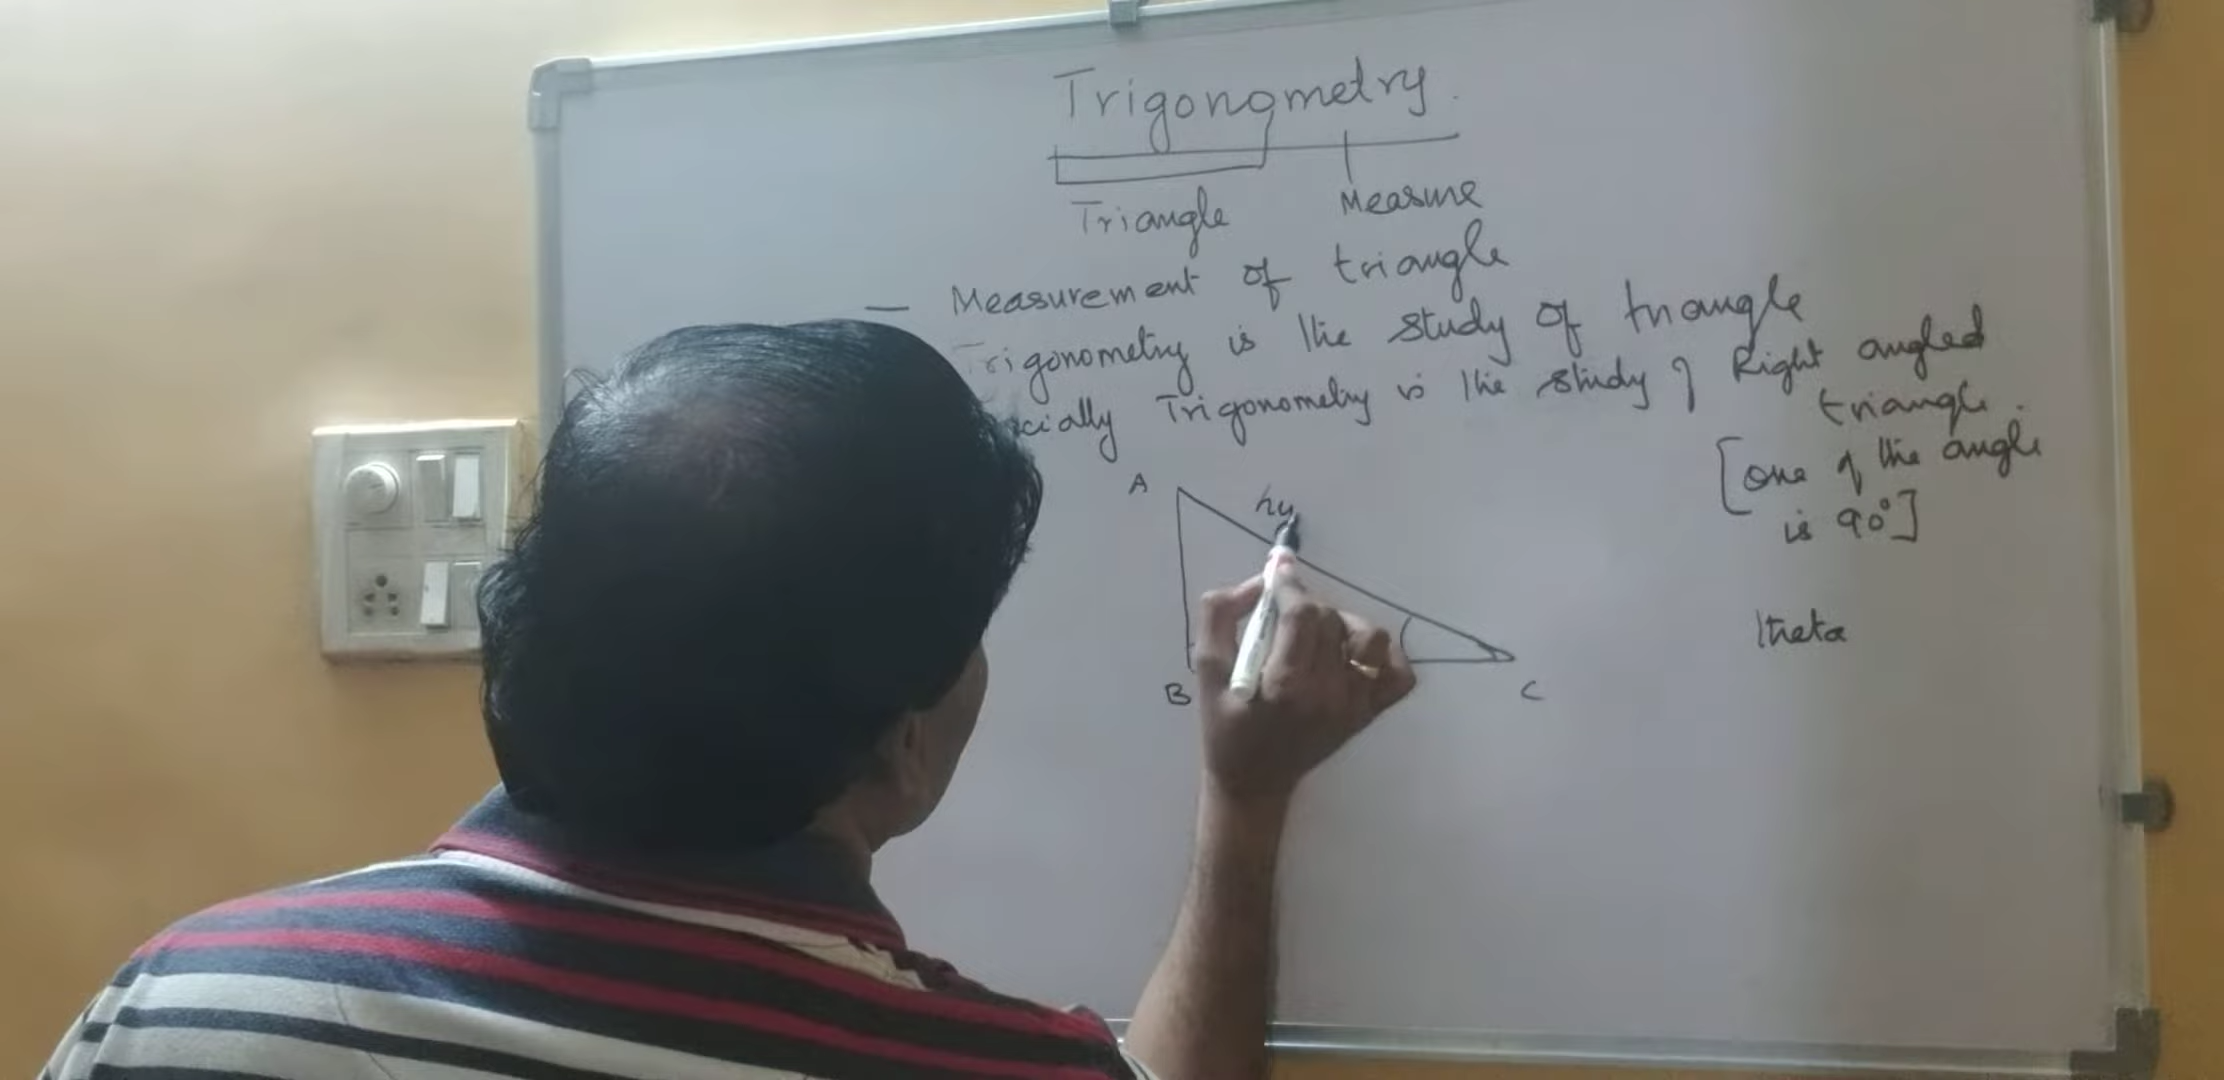 Trigonometry.
Triangle Measure
— Measurement of triangle
Trigonometry is the study of triangle
cially Trigonometry is the study of Right angled
triangle.
[one of the angle
is 90°]
A
hy
B
C
theta